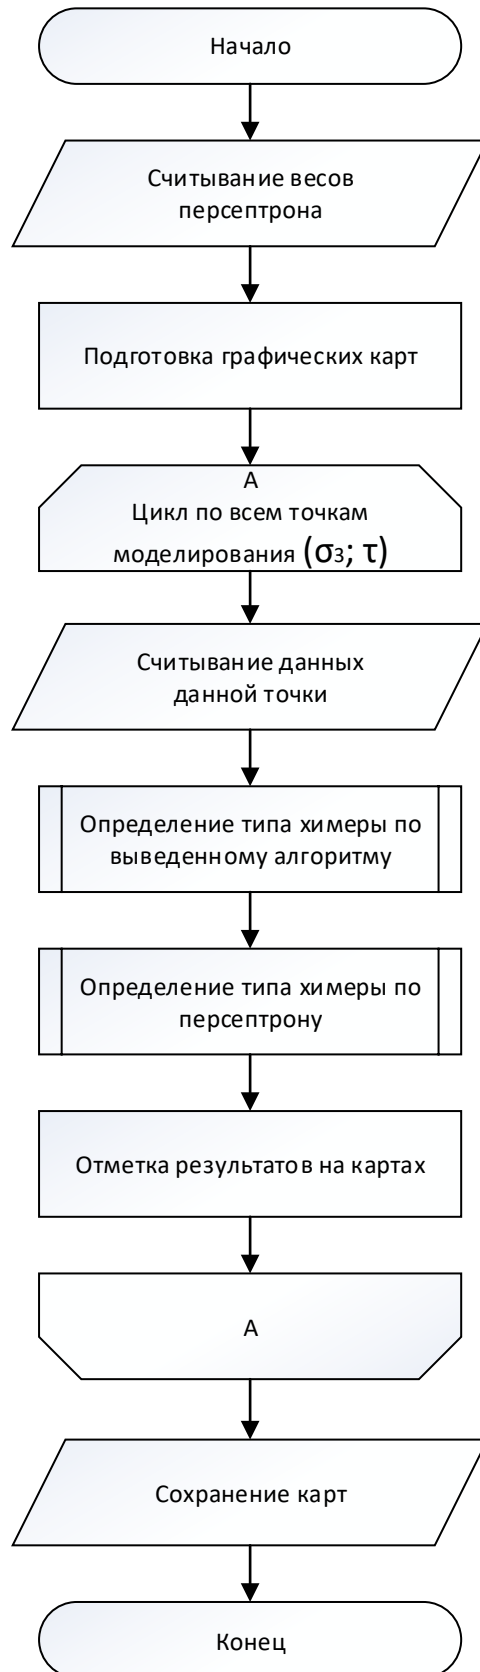 Начало
Считывание весов
персептрона
Подготовка графических карт
А
Цикл по всем точкам
моделирования (σ₃; τ)
Считывание данных
данной точки
Определение типа химеры по
выведенному алгоритму
Определение типа химеры по
персептрону
Отметка результатов на картах
А
Сохранение карт
Конец